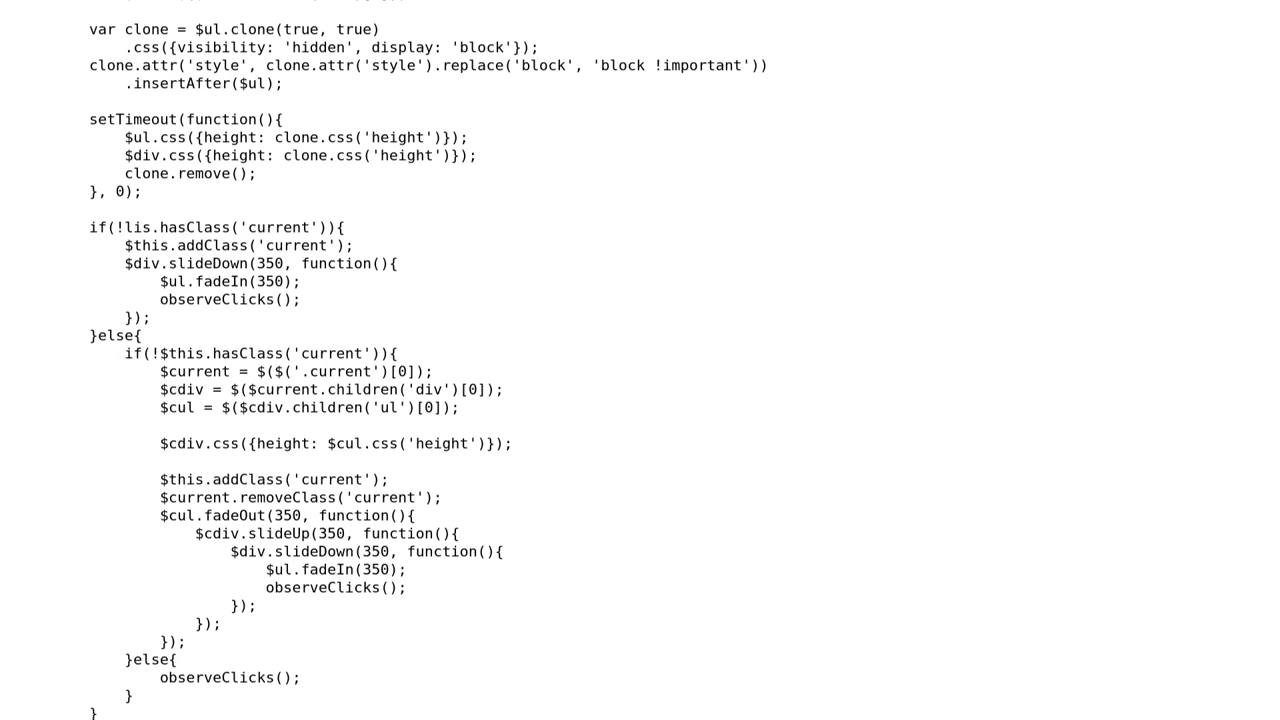 var clone = $ul.clone(true, true)
    .css({visibility: 'hidden', display: 'block'});
clone.attr('style', clone.attr('style').replace('block', 'block !important'))
    .insertAfter($ul);

setTimeout(function(){
    $ul.css({height: clone.css('height')});
    $div.css({height: clone.css('height')});
    clone.remove();
}, 0);

if(!lis.hasClass('current')){
    $this.addClass('current');
    $div.slideDown(350, function(){
        $ul.fadeIn(350);
        observeClicks();
    });
}else{
    if(!$this.hasClass('current')){
        $current = $($('.current')[0]);
        $cdiv = $($current.children('div')[0]);
        $cul = $($cdiv.children('ul')[0]);

        $cdiv.css({height: $cul.css('height')});

        $this.addClass('current');
        $current.removeClass('current');
        $cul.fadeOut(350, function(){
            $cdiv.slideUp(350, function(){
                $div.slideDown(350, function(){
                    $ul.fadeIn(350);
                    observeClicks();
                });
            });
        });
    }else{
        observeClicks();
    }
}